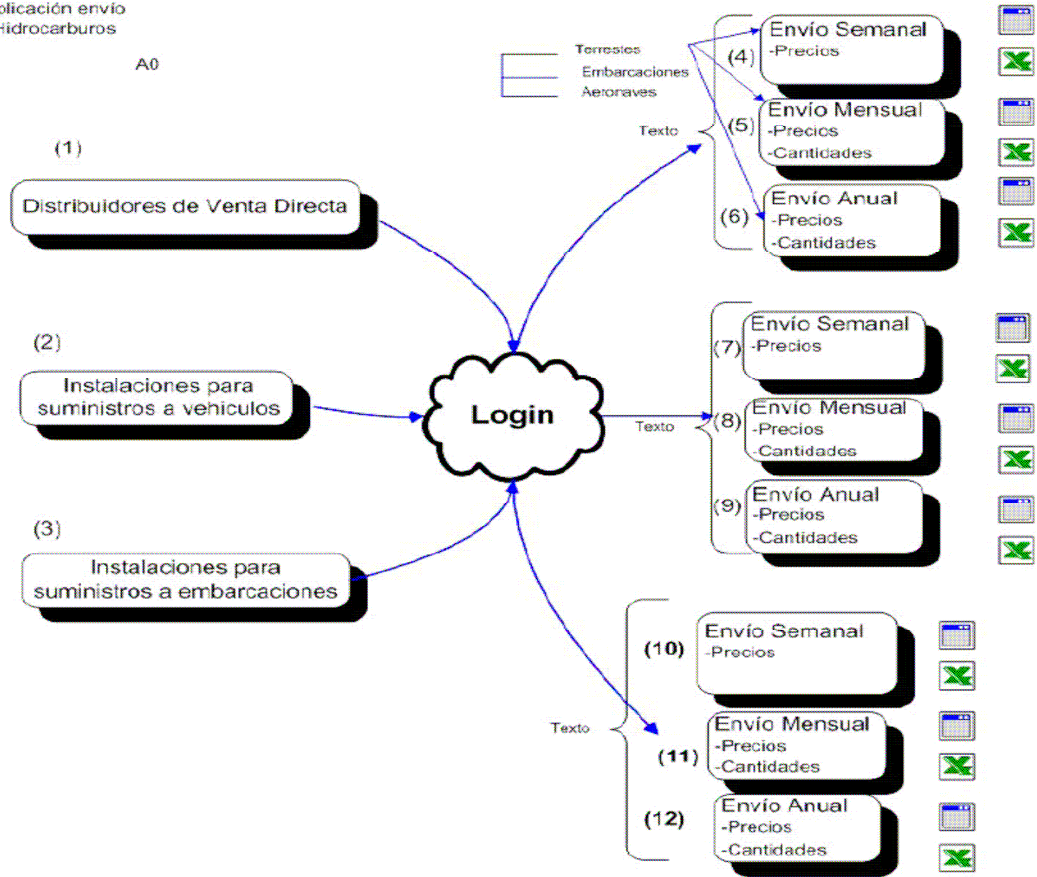 plicación envío
Hidrocarburos
A0
(1)
Distribuidores de Venta Directa
(2)
Instalaciones para
suministros a vehiculos
(3)
Instalaciones para
suministros a embarcaciones
Login
Terrestes
Embarcaciones
Aeronaves
Texto
(4)
Envío Semanal
-Precios
(5)
Envío Mensual
-Precios
-Cantidades
(6)
Envío Anual
-Precios
-Cantidades
Texto
(7)
Envío Semanal
-Precios
(8)
Envío Mensual
-Precios
-Cantidades
(9)
Envío Anual
-Precios
-Cantidades
Texto
(10)
Envío Semanal
-Precios
(11)
Envío Mensual
-Precios
-Cantidades
(12)
Envío Anual
-Precios
-Cantidades